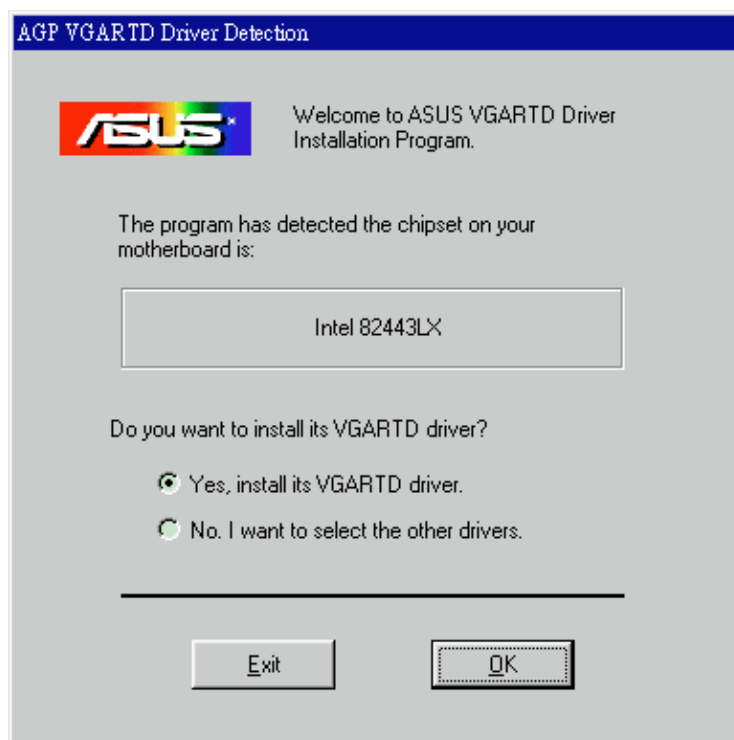 AGP VGARTD Driver Detection
ASUS
Welcome to ASUS VGARTD Driver
Installation Program.
The program has detected the chipset on your
motherboard is:
Intel 82443LX
Do you want to install its VGARTD driver?
Yes, install its VGARTD driver.
No. I want to select the other drivers.
Exit
OK